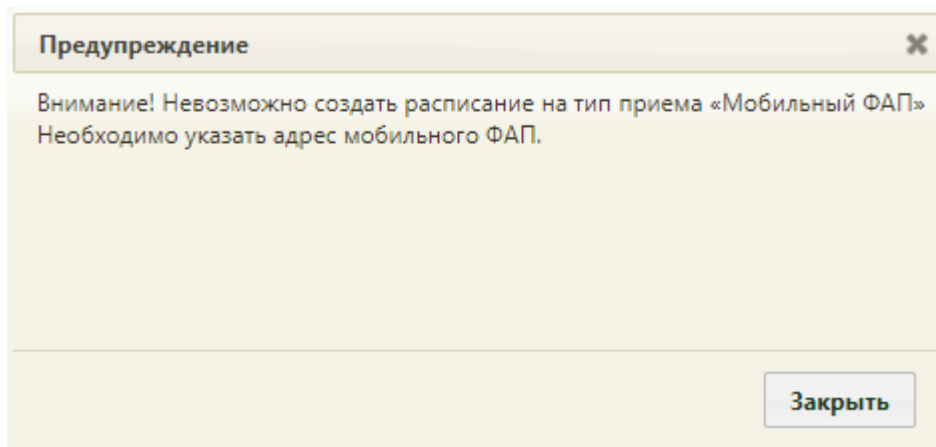 Предупреждение
Внимание! Невозможно создать расписание на тип приема «Мобильный ФАП»
Необходимо указать адрес мобильного ФАП.
Закрыть